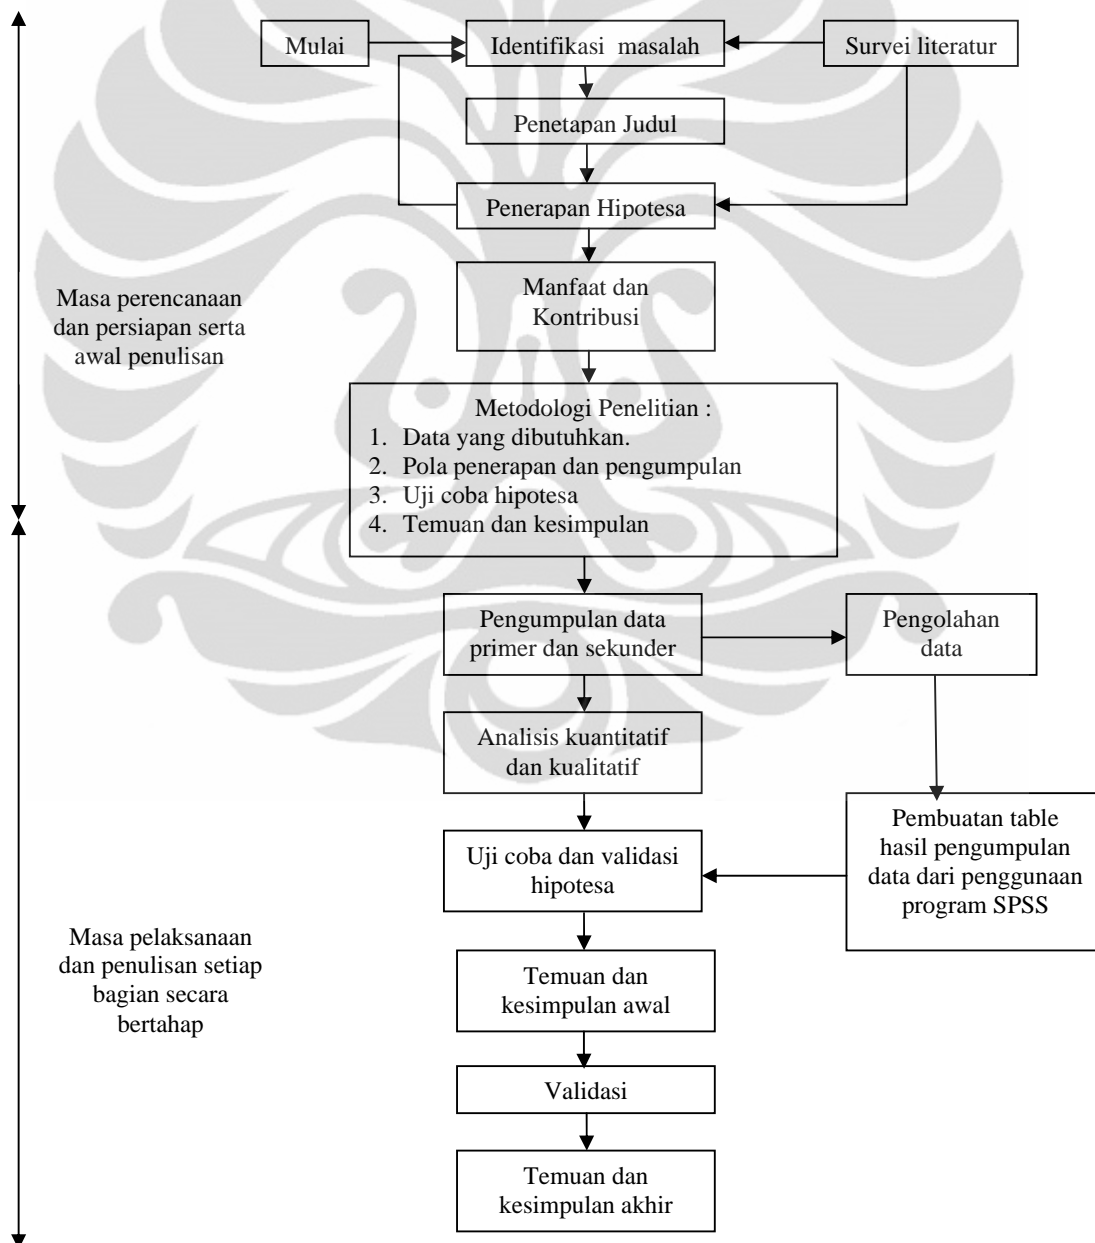 Mulai
Identifikasi masalah
Survei literatur
Penetapan Judul
Penerapan Hipotesa
Manfaat dan
Kontribusi
Masa perencanaan
dan persiapan serta
awal penulisan
Metodologi Penelitian :
1. Data yang dibutuhkan.
2. Pola penerapan dan pengumpulan
3. Uji coba hipotesa
4. Temuan dan kesimpulan
Pengumpulan data
primer dan sekunder
Pengolahan
data
Analisis kuantitatif
dan kualitatif
Pembuatan table
hasil pengumpulan
data dari penggunaan
program SPSS
Uji coba dan validasi
hipotesa
Masa pelaksanaan
dan penulisan setiap
bagian secara
bertahap
Temuan dan
kesimpulan awal
Validasi
Temuan dan
kesimpulan akhir